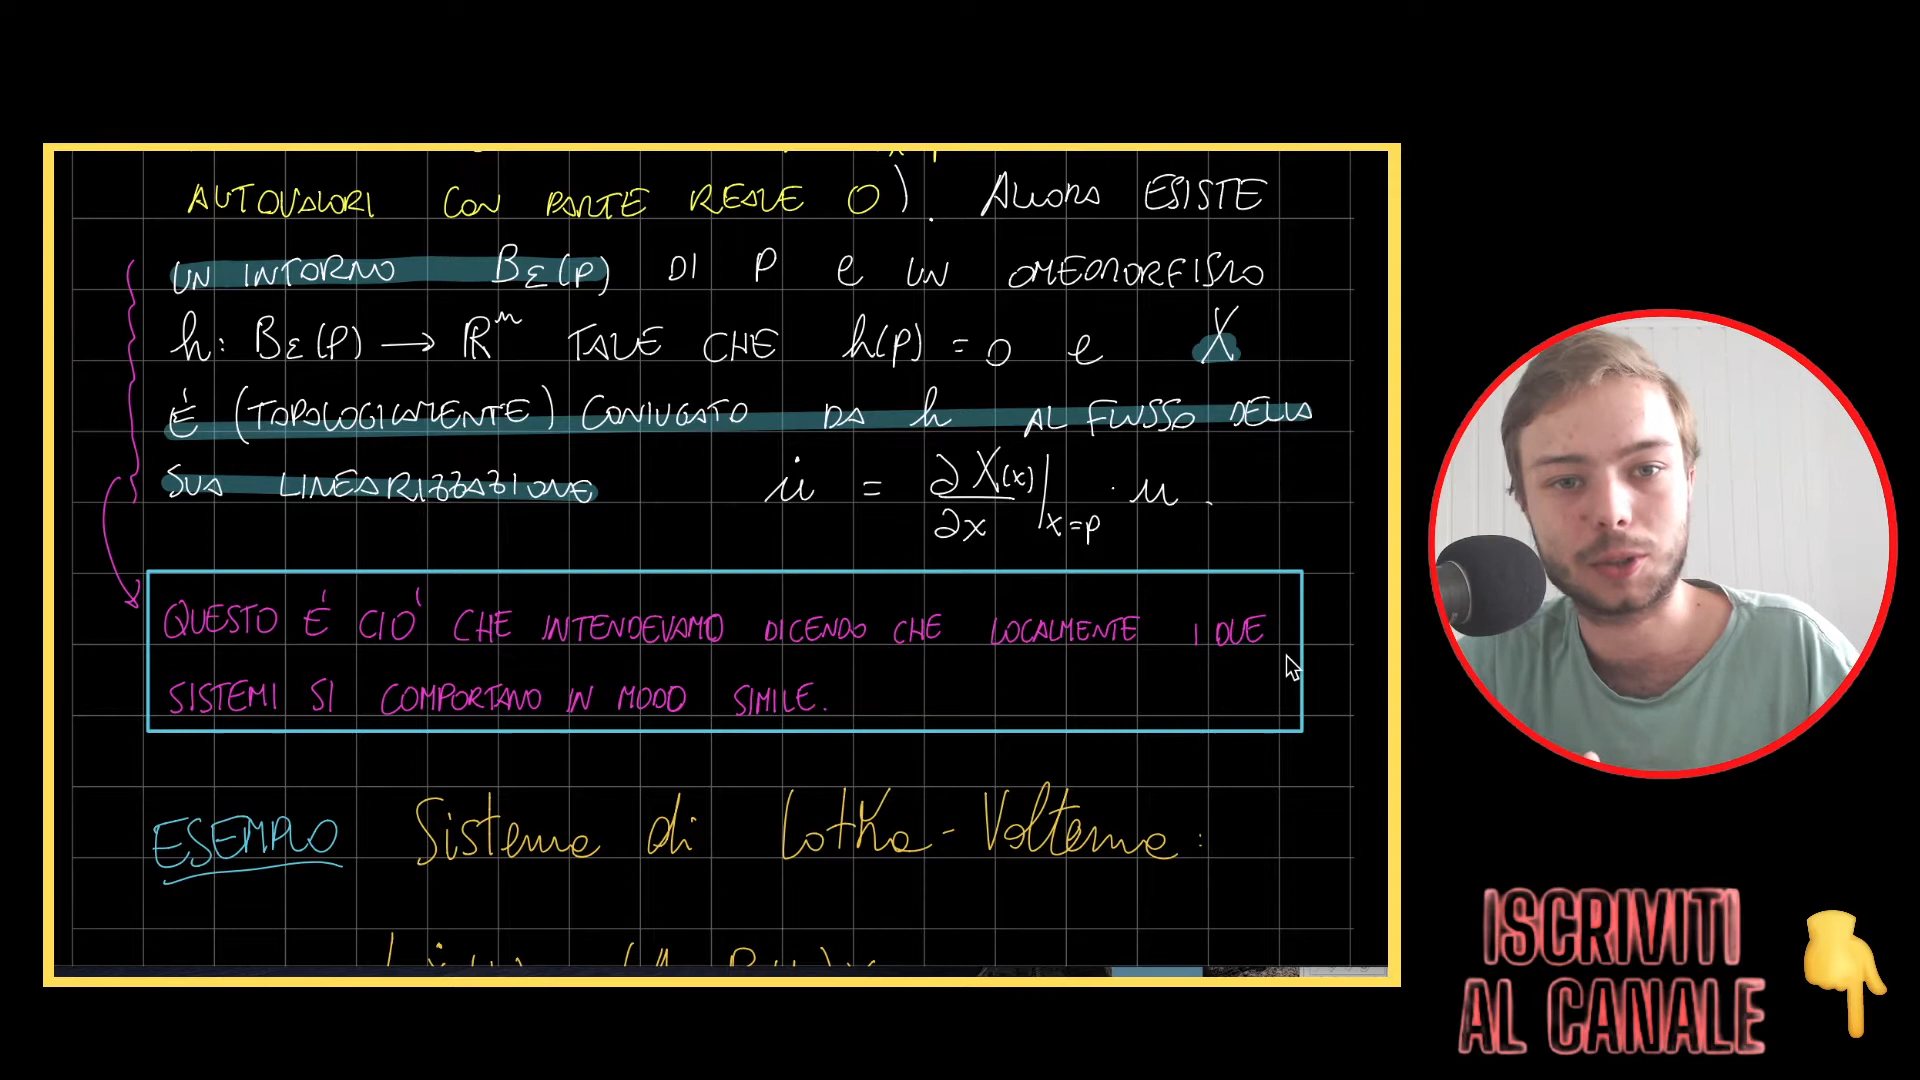 AUTOVALORI CON PARTE REALE 0). ALLORA ESISTE
UN INTORNO Bε(p) DI p e UN OMEOMORFISMO
h: Bε(p) → ℝⁿ TALE CHE h(p) = 0 e X
È (TOPOLOGICAMENTE) CONIUGATO DA h AL FLUSSO DELLA
SUA LINEARIZZAZIONE u̇ = ∂X(x)/∂x |x=p · u .
QUESTO É CIÓ CHE INTENDEVAMO DICENDO CHE LOCALMENTE I DUE
SISTEMI SI COMPORTANO IN MODO SIMILE.
ESEMPIO Sistema di Lotka-Volterra:
ISCRIVITI
AL CANALE